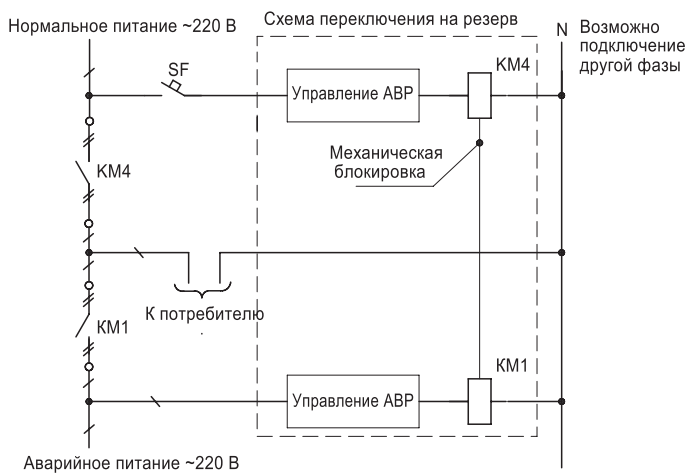 Схема переключения на резерв
Нормальное питание ~220 В
N
Возможно
подключение
другой фазы
SF
КМ4
Управление АВР
Механическая
блокировка
КМ4
К потребителю
КМ1
КМ1
Управление АВР
Аварийное питание ~220 В